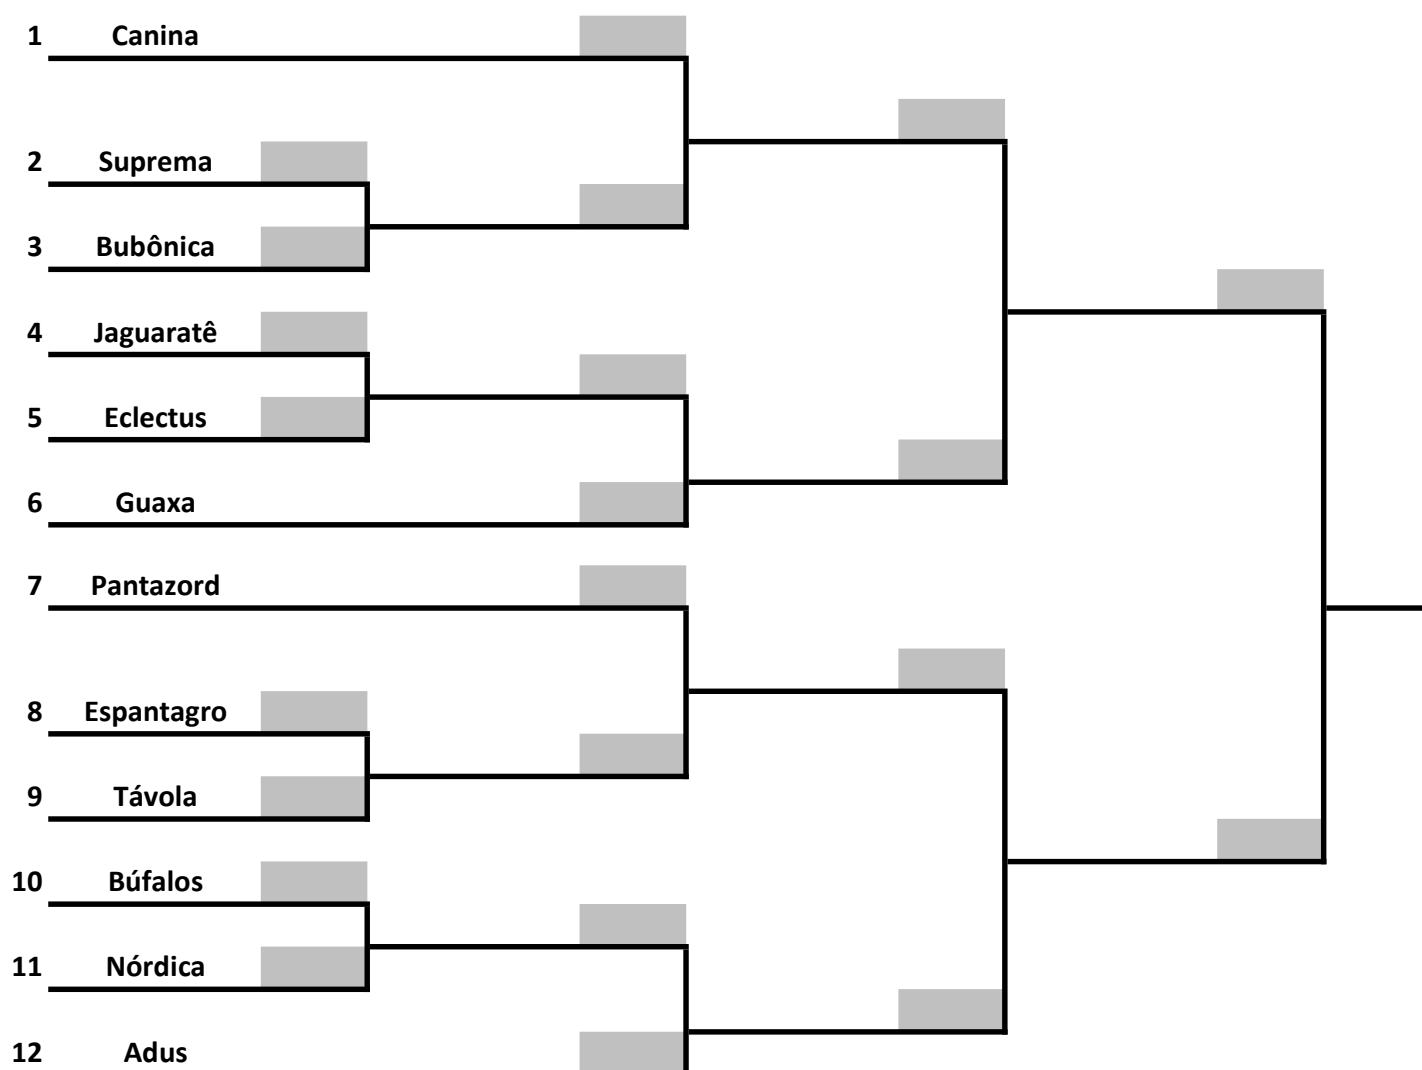 1 Canina
2 Suprema
3 Bubônica
4 Jaguaratê
5 Eclectus
6 Guaxa
7 Pantazord
8 Espantagro
9 Távola
10 Búfalos
11 Nórdica
12 Adus